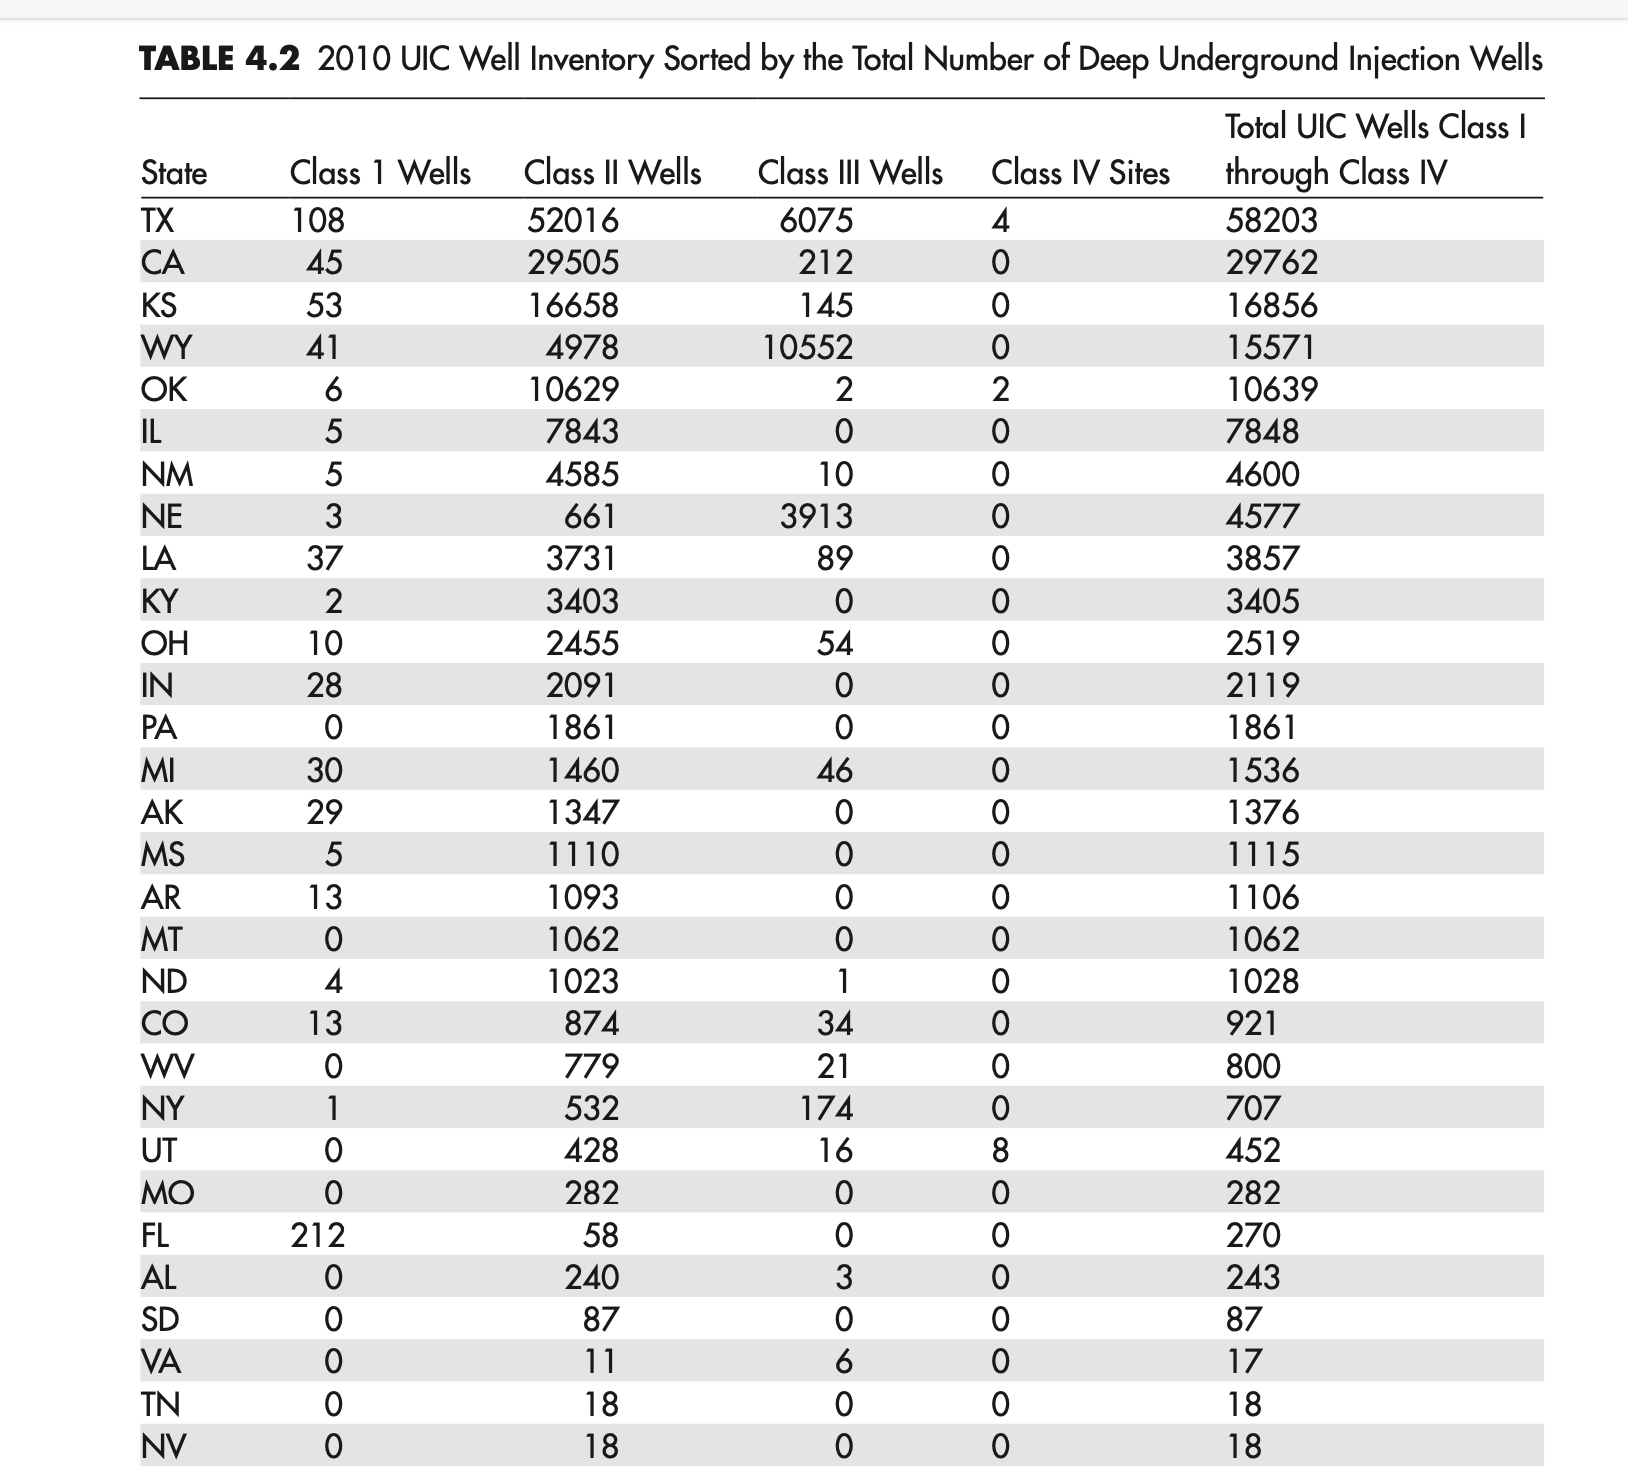 TABLE 4.2 2010 UIC Well Inventory Sorted by the Total Number of Deep Underground Injection Wells
Total UIC Wells Class I
State Class 1 Wells Class II Wells Class III Wells Class IV Sites through Class IV
TX 108 52016 6075 4 58203
CA 45 29505 212 0 29762
KS 53 16658 145 0 16856
WY 41 4978 10552 0 15571
OK 6 10629 2 2 10639
IL 5 7843 0 0 7848
NM 5 4585 10 0 4600
NE 3 661 3913 0 4577
LA 37 3731 89 0 3857
KY 2 3403 0 0 3405
OH 10 2455 54 0 2519
IN 28 2091 0 0 2119
PA 0 1861 0 0 1861
MI 30 1460 46 0 1536
AK 29 1347 0 0 1376
MS 5 1110 0 0 1115
AR 13 1093 0 0 1106
MT 0 1062 0 0 1062
ND 4 1023 1 0 1028
CO 13 874 34 0 921
WV 0 779 21 0 800
NY 1 532 174 0 707
UT 0 428 16 8 452
MO 0 282 0 0 282
FL 212 58 0 0 270
AL 0 240 3 0 243
SD 0 87 0 0 87
VA 0 11 6 0 17
TN 0 18 0 0 18
NV 0 18 0 0 18